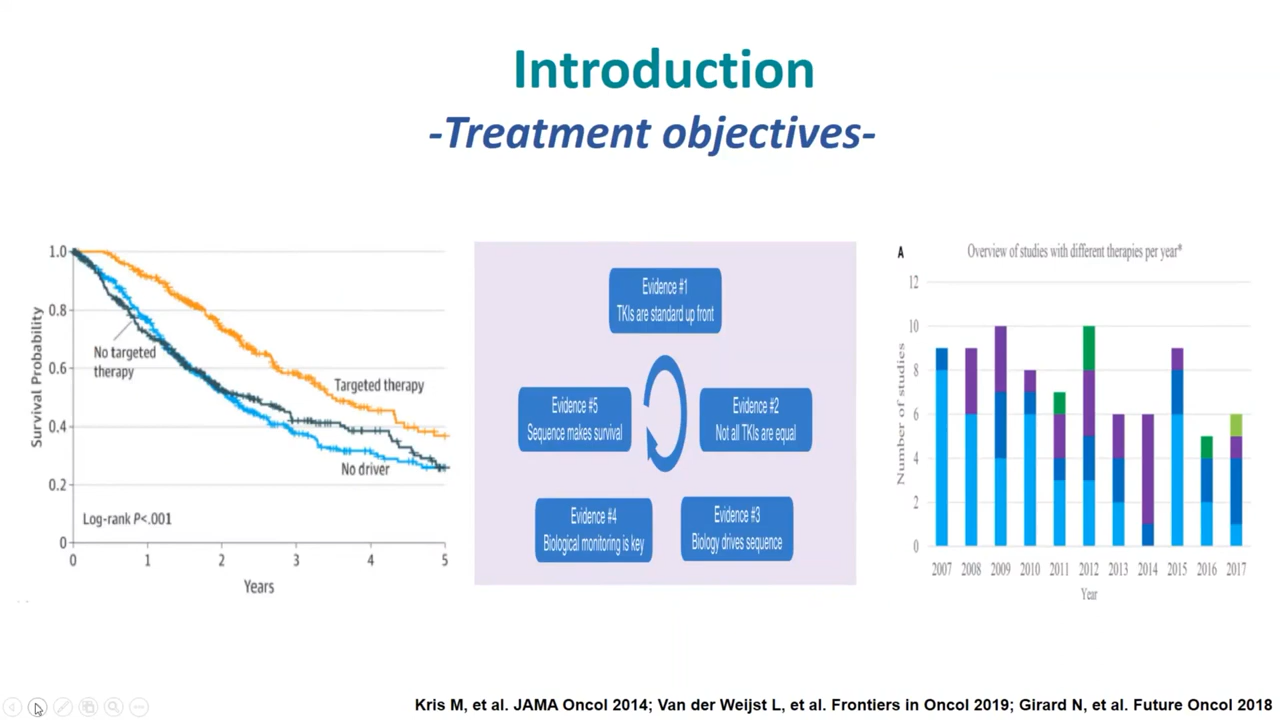 Introduction
-Treatment objectives-
1.0
0.8
0.6
0.4
0.2
0
Survival Probability
No targeted
therapy
Targeted therapy
No driver
Log-rank P<.001
0 1 2 3 4 5
Years
Evidence #1
TKIs are standard up front
Evidence #5
Sequence makes survival
Evidence #2
Not all TKIs are equal
Evidence #4
Biological monitoring is key
Evidence #3
Biology drives sequence
A
Overview of studies with different therapies per year*
12
10
8
6
4
2
0
Number of studies
2007 2008 2009 2010 2011 2012 2013 2014 2015 2016 2017
Year
Kris M, et al. JAMA Oncol 2014; Van der Weijst L, et al. Frontiers in Oncol 2019; Girard N, et al. Future Oncol 2018